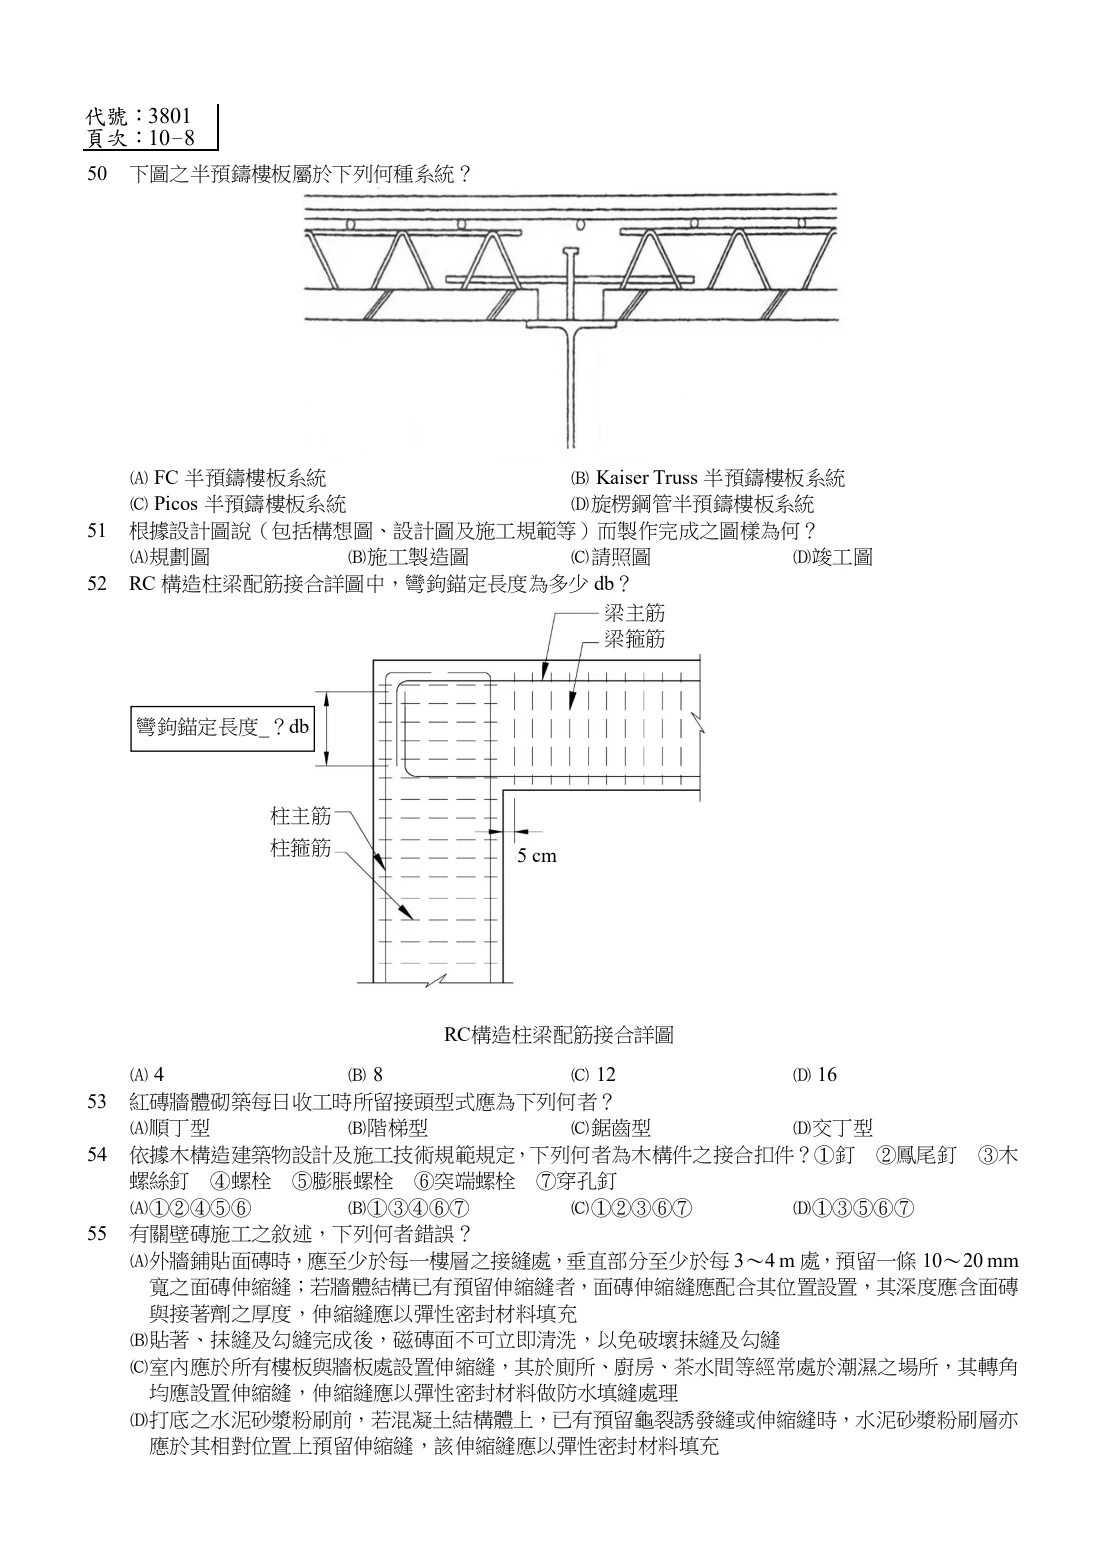 代號：3801
頁次：10－8
50 下圖之半預鑄樓板屬於下列何種系統？
(A) FC 半預鑄樓板系統 (B) Kaiser Truss 半預鑄樓板系統
(C) Picos 半預鑄樓板系統 (D)旋楞鋼管半預鑄樓板系統
51 根據設計圖說（包括構想圖、設計圖及施工規範等）而製作完成之圖樣為何？
(A)規劃圖 (B)施工製造圖 (C)請照圖 (D)竣工圖
52 RC 構造柱梁配筋接合詳圖中，彎鉤錨定長度為多少 db？
梁主筋
梁箍筋
彎鉤錨定長度_？db
柱主筋
柱箍筋
5 cm
RC構造柱梁配筋接合詳圖
(A) 4 (B) 8 (C) 12 (D) 16
53 紅磚牆體砌築每日收工時所留接頭型式應為下列何者？
(A)順丁型 (B)階梯型 (C)鋸齒型 (D)交丁型
54 依據木構造建築物設計及施工技術規範規定，下列何者為木構件之接合扣件？①釘 ②鳳尾釘 ③木
螺絲釘 ④螺栓 ⑤膨脹螺栓 ⑥突端螺栓 ⑦穿孔釘
(A)①②④⑤⑥ (B)①③④⑥⑦ (C)①②③⑥⑦ (D)①③⑤⑥⑦
55 有關壁磚施工之敘述，下列何者錯誤？
(A)外牆鋪貼面磚時，應至少於每一樓層之接縫處，垂直部分至少於每 3～4 m 處，預留一條 10～20 mm
寬之面磚伸縮縫；若牆體結構已有預留伸縮縫者，面磚伸縮縫應配合其位置設置，其深度應含面磚
與接著劑之厚度，伸縮縫應以彈性密封材料填充
(B)貼著、抹縫及勾縫完成後，磁磚面不可立即清洗，以免破壞抹縫及勾縫
(C)室內應於所有樓板與牆板處設置伸縮縫，其於廁所、廚房、茶水間等經常處於潮濕之場所，其轉角
均應設置伸縮縫，伸縮縫應以彈性密封材料做防水填縫處理
(D)打底之水泥砂漿粉刷前，若混凝土結構體上，已有預留龜裂誘發縫或伸縮縫時，水泥砂漿粉刷層亦
應於其相對位置上預留伸縮縫，該伸縮縫應以彈性密封材料填充